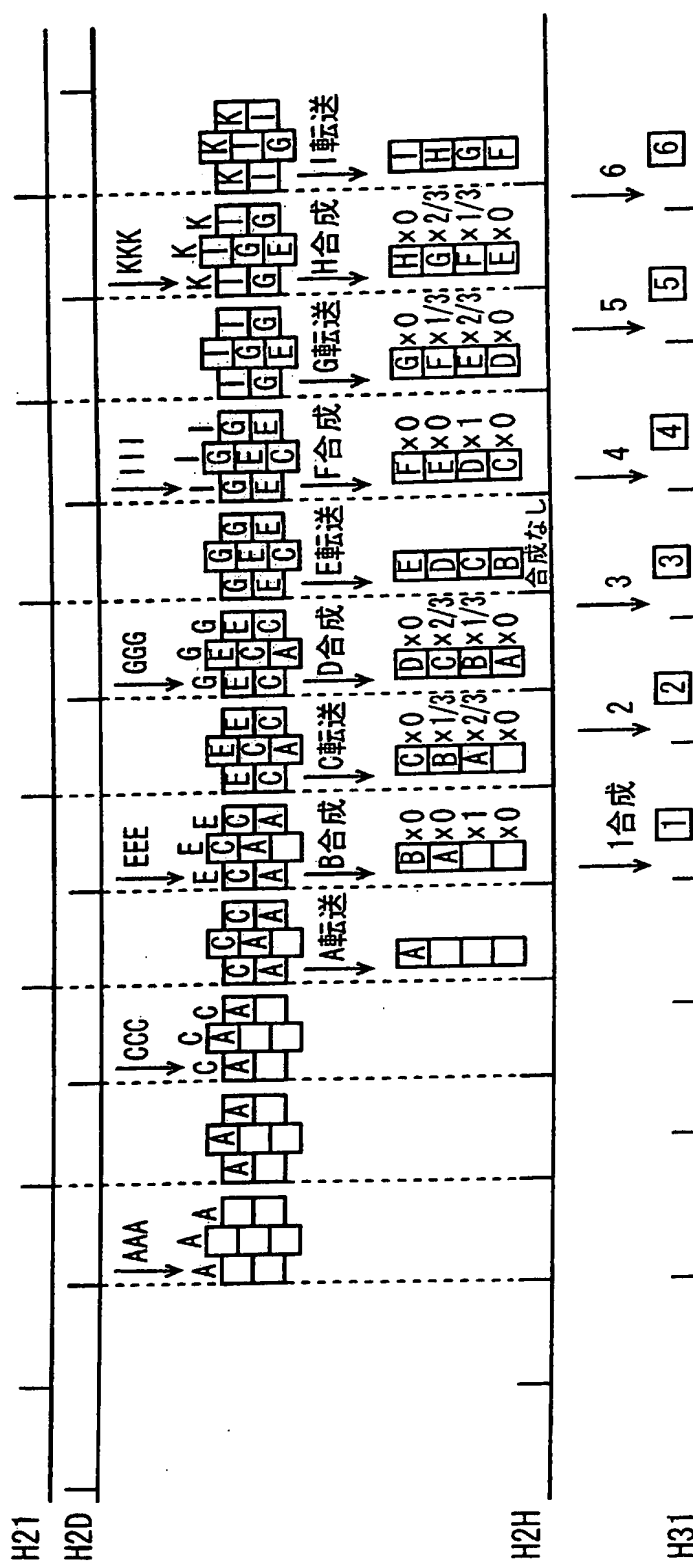 H21
H2D
AAA
A A A
A A A
CCC
C C C
A A A
C C C
A A A
A転送
A
EEE
E E E
C C C
A A A
B合成
B×0
A×0
×1
×0
E E E
C C C
A
C転送
C×0
B×1/3
A×2/3
×0
GGG
G G G
E E E
C C C
A
D合成
D×0
C×2/3
B×1/3
A×0
G G G
E E E
C
E転送
E
D
C
B
合成なし
III
I I I
G G G
E E E
C
F合成
F×0
E×0
D×1
C×0
I I I
G G G
E
G転送
G×0
F×1/3
E×2/3
D×0
KKK
K K K
I I I
G G G
E
H合成
H×0
G×2/3
F×1/3
E×0
K K K
I I I
G
I転送
I
H
G
F
H2H
1合成 2 3 4 5 6
H31
1 2 3 4 5 6